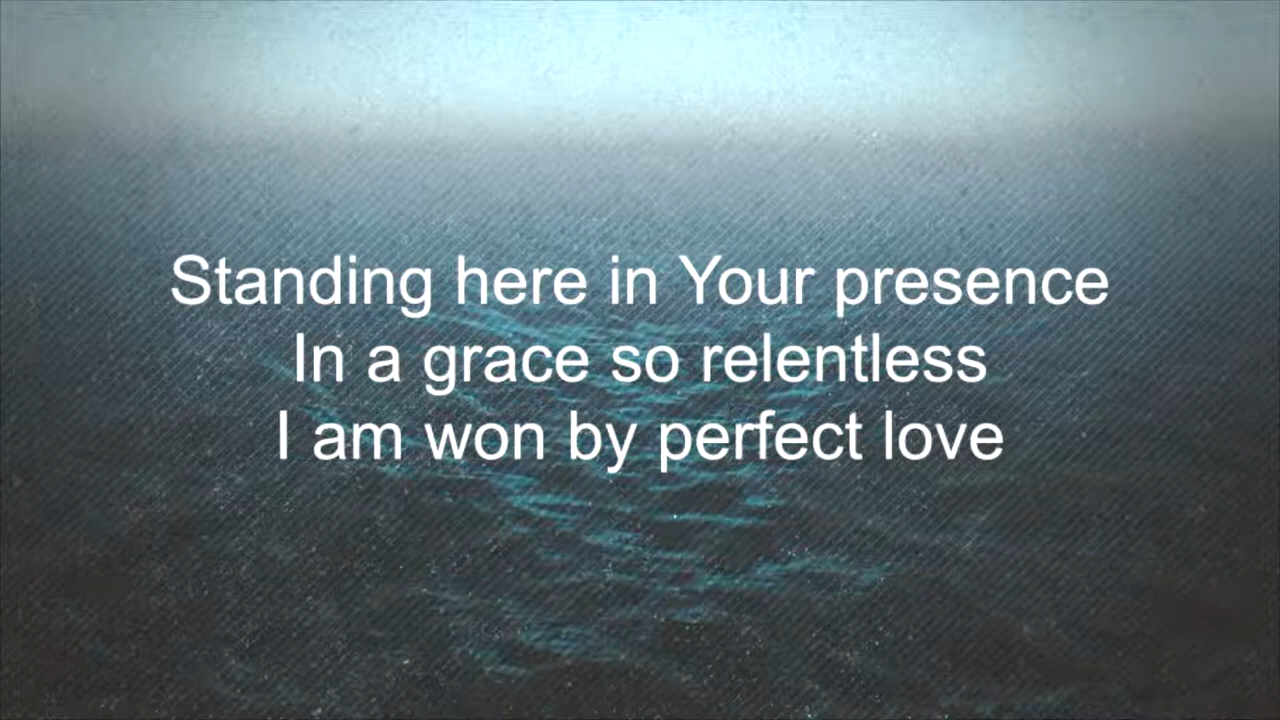 Standing here in Your presence
In a grace so relentless
I am won by perfect love